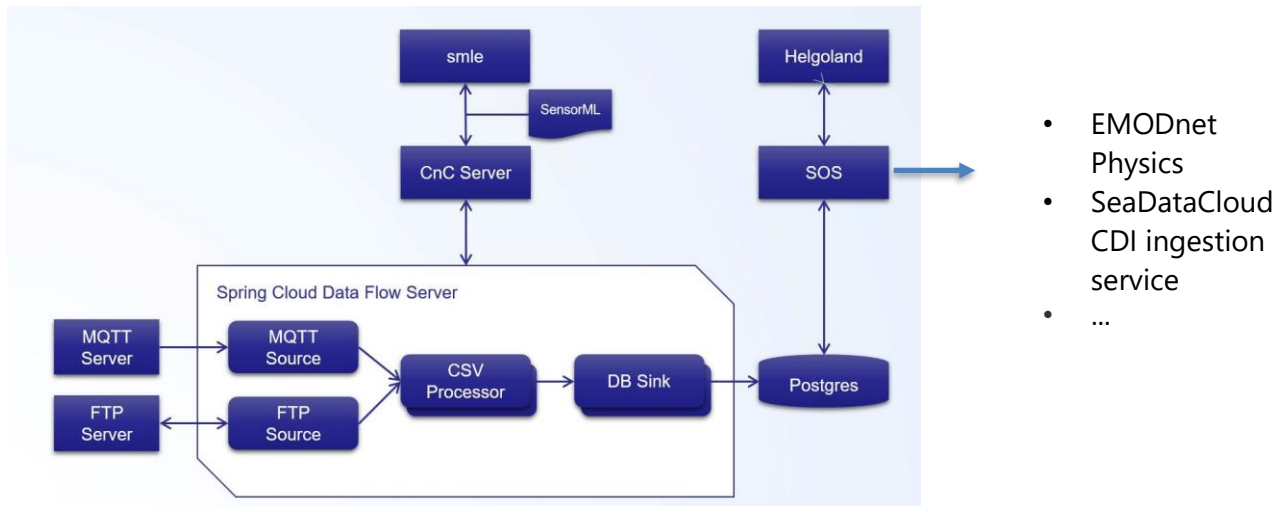 smle
Helgoland
SensorML
CnC Server
SOS
Spring Cloud Data Flow Server
MQTT
Server
MQTT
Source
CSV
Processor
DB Sink
Postgres
FTP
Server
FTP
Source
• EMODnet
Physics
• SeaDataCloud
CDI ingestion
service
• ...